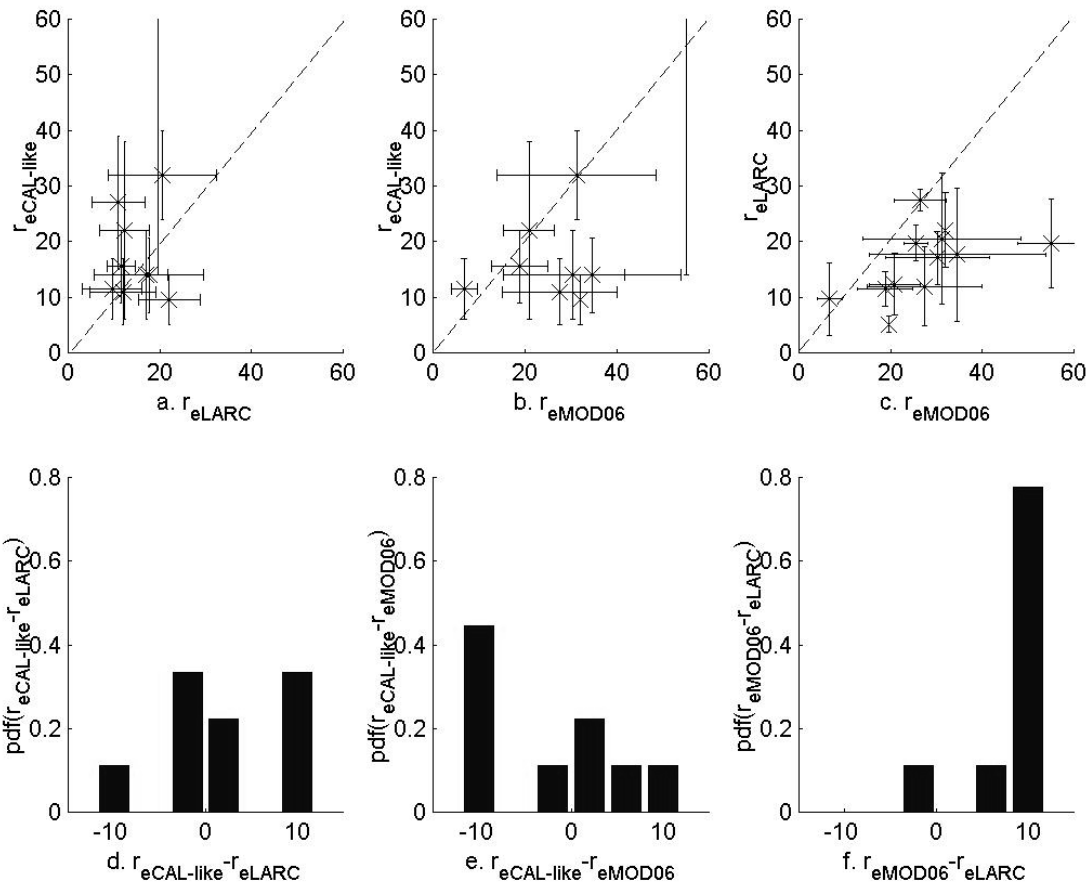 60
50
40
30
20
10
0
r_eCAL-like
0 20 40 60
a. r_eLARC
60
50
40
30
20
10
0
r_eCAL-like
0 20 40 60
b. r_eMOD06
60
50
40
30
20
10
0
r_eLARC
0 20 40 60
c. r_eMOD06
0.8
0.6
0.4
0.2
0
pdf(r_eCAL-like-r_eLARC)
-10 0 10
d. r_eCAL-like-r_eLARC
0.8
0.6
0.4
0.2
0
pdf(r_eCAL-like-r_eMOD06)
-10 0 10
e. r_eCAL-like-r_eMOD06
0.8
0.6
0.4
0.2
0
pdf(r_eMOD06-r_eLARC)
-10 0 10
f. r_eMOD06-r_eLARC